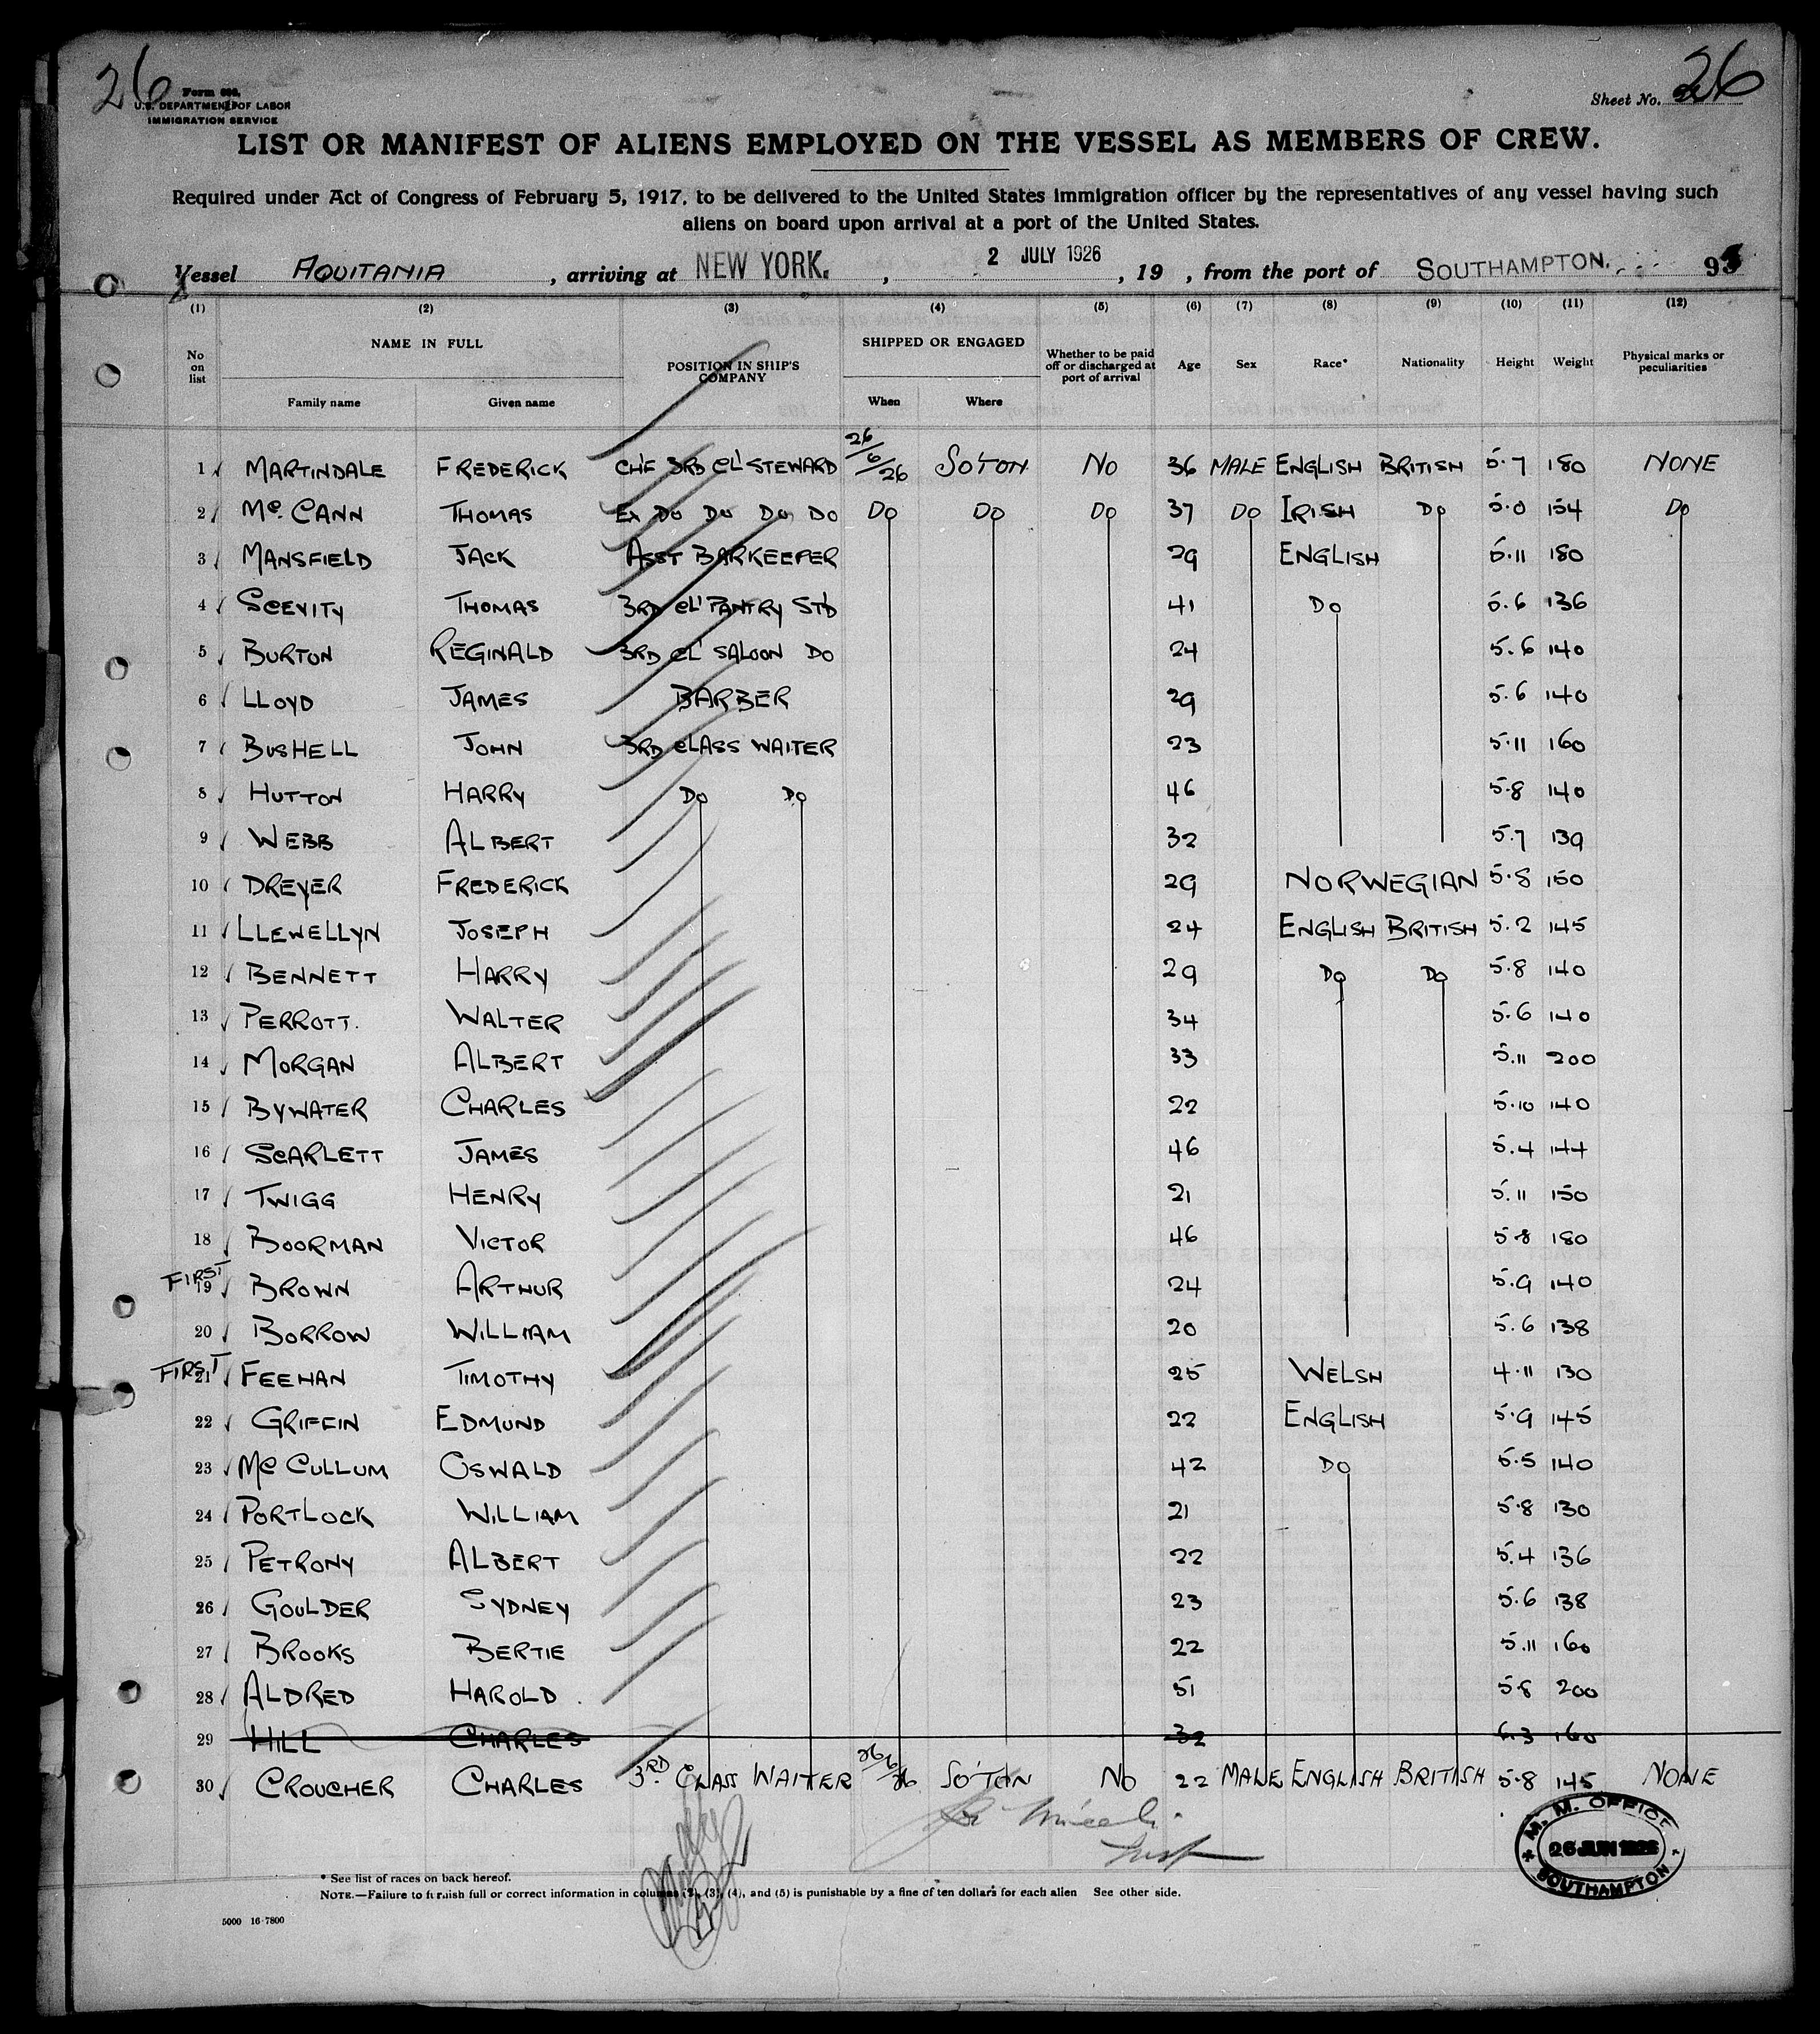 26 26
Form 680,
U.S. DEPARTMENT OF LABOR
IMMIGRATION SERVICE
Sheet No.
LIST OR MANIFEST OF ALIENS EMPLOYED ON THE VESSEL AS MEMBERS OF CREW.
Required under Act of Congress of February 5, 1917, to be delivered to the United States immigration officer by the representatives of any vessel having such
aliens on board upon arrival at a port of the United States.
Vessel AQUITANIA, arriving at NEW YORK., 2 JULY 1926, 19 , from the port of SOUTHAMPTON.
(1) (2) (3) (4) (5) (6) (7) (8) (9) (10) (11) (12)
No on list NAME IN FULL Family name Given name POSITION IN SHIP'S COMPANY SHIPPED OR ENGAGED When Where Whether to be paid off or discharged at port of arrival Age Sex Race* Nationality Height Weight Physical marks or peculiarities
1 MARTINDALE FREDERICK CH'F 3RD CL' STEWARD 26/6/26 SO'TON NO 36 MALE ENGLISH BRITISH 5.7 180 NONE
2 Mc. CANN THOMAS Ex DO DO DO DO DO DO DO 37 DO IRISH DO 5.0 154 DO
3 MANSFIELD JACK ASST BARKEEPER 29 ENGLISH 5.11 180
4 SCEVITY THOMAS 3RD CL' PANTRY STD 41 DO 5.6 136
5 BURTON REGINALD 3RD CL' SALOON DO 24 5.6 140
6 LLOYD JAMES BARBER 29 5.6 140
7 BUSHELL JOHN 3RD CLASS WAITER 23 5.11 160
8 HUTTON HARRY DO DO 46 5.8 140
9 WEBB ALBERT 32 5.7 139
10 DREYER FREDERICK 29 NORWEGIAN 5.8 150
11 LLEWELLYN JOSEPH 24 ENGLISH BRITISH 5.2 145
12 BENNETT HARRY 29 DO DO 5.8 140
13 PERROTT. WALTER 34 5.6 140
14 MORGAN ALBERT 33 5.11 200
15 BYWATER CHARLES 22 5.10 140
16 SCARLETT JAMES 46 5.4 144
17 TWIGG HENRY 21 5.11 150
18 BOORMAN VICTOR 46 5.8 180
FIRST 19 BROWN ARTHUR 24 5.9 140
20 BORROW WILLIAM 20 5.6 138
FIRST 21 FEEHAN TIMOTHY 25 WELSH 4.11 130
22 GRIFFIN EDMUND 22 ENGLISH 5.9 145
23 Mc CULLUM OSWALD 42 DO 5.5 140
24 PORTLOCK WILLIAM 21 5.8 130
25 PETRONY ALBERT 22 5.4 136
26 GOULDER SYDNEY 23 5.6 138
27 BROOKS BERTIE 22 5.11 160
28 ALDRED HAROLD. 51 5.8 200
29 HILL CHARLES 32 6.3 160
30 CROUCHER CHARLES 3RD. CLASS WAITER 26/6/26 SO'TON NO 22 MALE ENGLISH BRITISH 5.8 145 NONE
M. M. OFFICE
26 JUN 1926
SOUTHAMPTON
* See list of races on back hereof.
NOTE.—Failure to furnish full or correct information in columns (2), (3), (4), and (5) is punishable by a fine of ten dollars for each alien See other side.
5000 16-7800